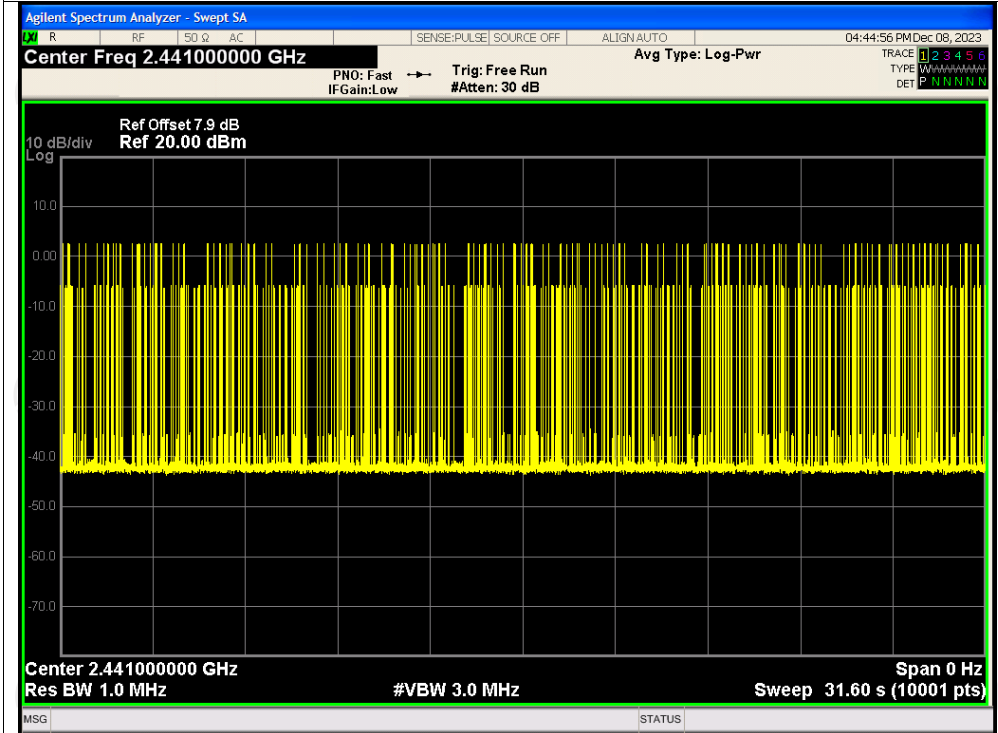 Agilent Spectrum Analyzer - Swept SA
LXI R RF 50 Ω AC SENSE:PULSE SOURCE OFF ALIGNAUTO 04:44:56 PMDec 08, 2023
Center Freq 2.441000000 GHz Avg Type: Log-Pwr TRACE 1 2 3 4 5 6
PNO: Fast Trig: Free Run TYPE WWWWWW
IFGain:Low #Atten: 30 dB DET P N N N N N
Ref Offset 7.9 dB
10 dB/div Ref 20.00 dBm
Log
10.0
0.00
-10.0
-20.0
-30.0
-40.0
-50.0
-60.0
-70.0
Center 2.441000000 GHz Span 0 Hz
Res BW 1.0 MHz #VBW 3.0 MHz Sweep 31.60 s (10001 pts)
MSG STATUS